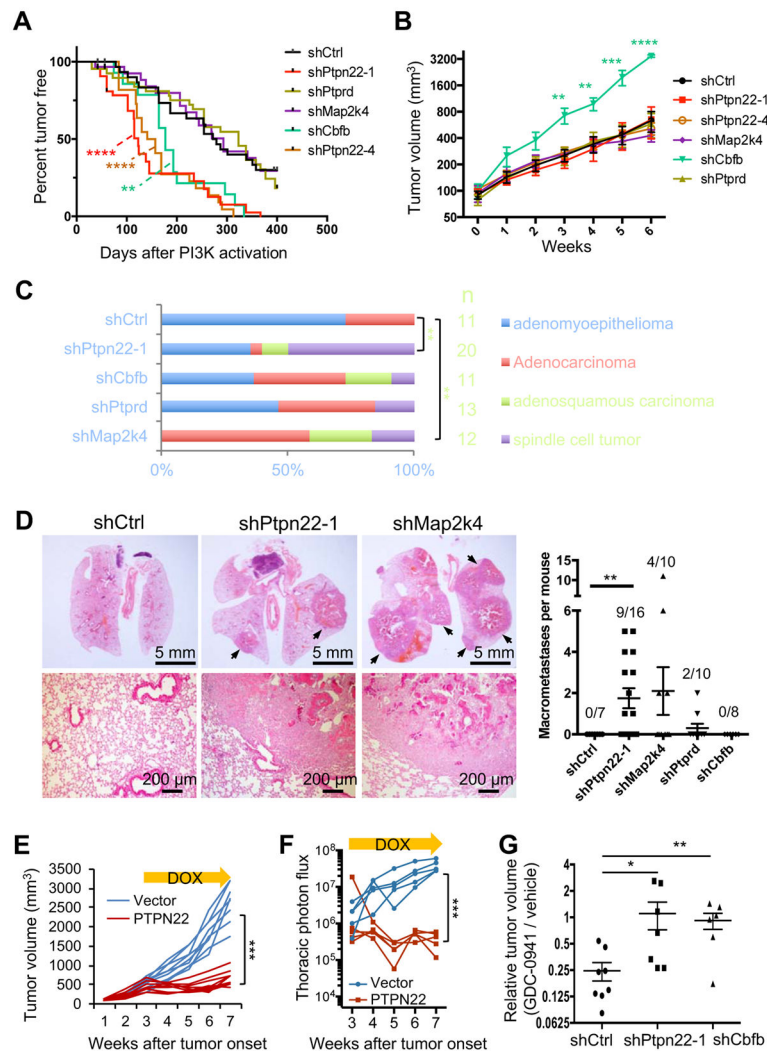 A
Percent tumor free
100
50
0
0 100 200 300 400 500
Days after PI3K activation
shCtrl
shPtpn22-1
shPtprd
shMap2k4
shCbfb
shPtpn22-4
****
****
**
B
Tumor volume (mm³)
3200
1600
800
400
200
100
50
0 1 2 3 4 5 6
Weeks
**
**
***
****
shCtrl
shPtpn22-1
shPtpn22-4
shMap2k4
shCbfb
shPtprd
C
n
shCtrl 11
shPtpn22-1 20
shCbfb 11
shPtprd 13
shMap2k4 12
0% 50% 100%
**
**
adenomyoepithelioma
Adenocarcinoma
adenosquamous carcinoma
spindle cell tumor
D
shCtrl shPtpn22-1 shMap2k4
5 mm 5 mm 5 mm
200 µm 200 µm 200 µm
Macrometastases per mouse
15
10
6
4
2
0
**
0/7
9/16
4/10
2/10
0/8
shCtrl
shPtpn22-1
shMap2k4
shPtprd
shCbfb
E
DOX
Tumor volume (mm³)
3500
3000
2500
2000
1500
1000
500
0
Vector
PTPN22
***
1 2 3 4 5 6 7
Weeks after tumor onset
F
DOX
Thoracic photon flux
10⁸
10⁷
10⁶
10⁵
10⁴
***
Vector
PTPN22
3 4 5 6 7
Weeks after tumor onset
G
Relative tumor volume
(GDC-0941 / vehicle)
4
2
1
0.5
0.25
0.125
0.0625
*
**
shCtrl shPtpn22-1 shCbfb